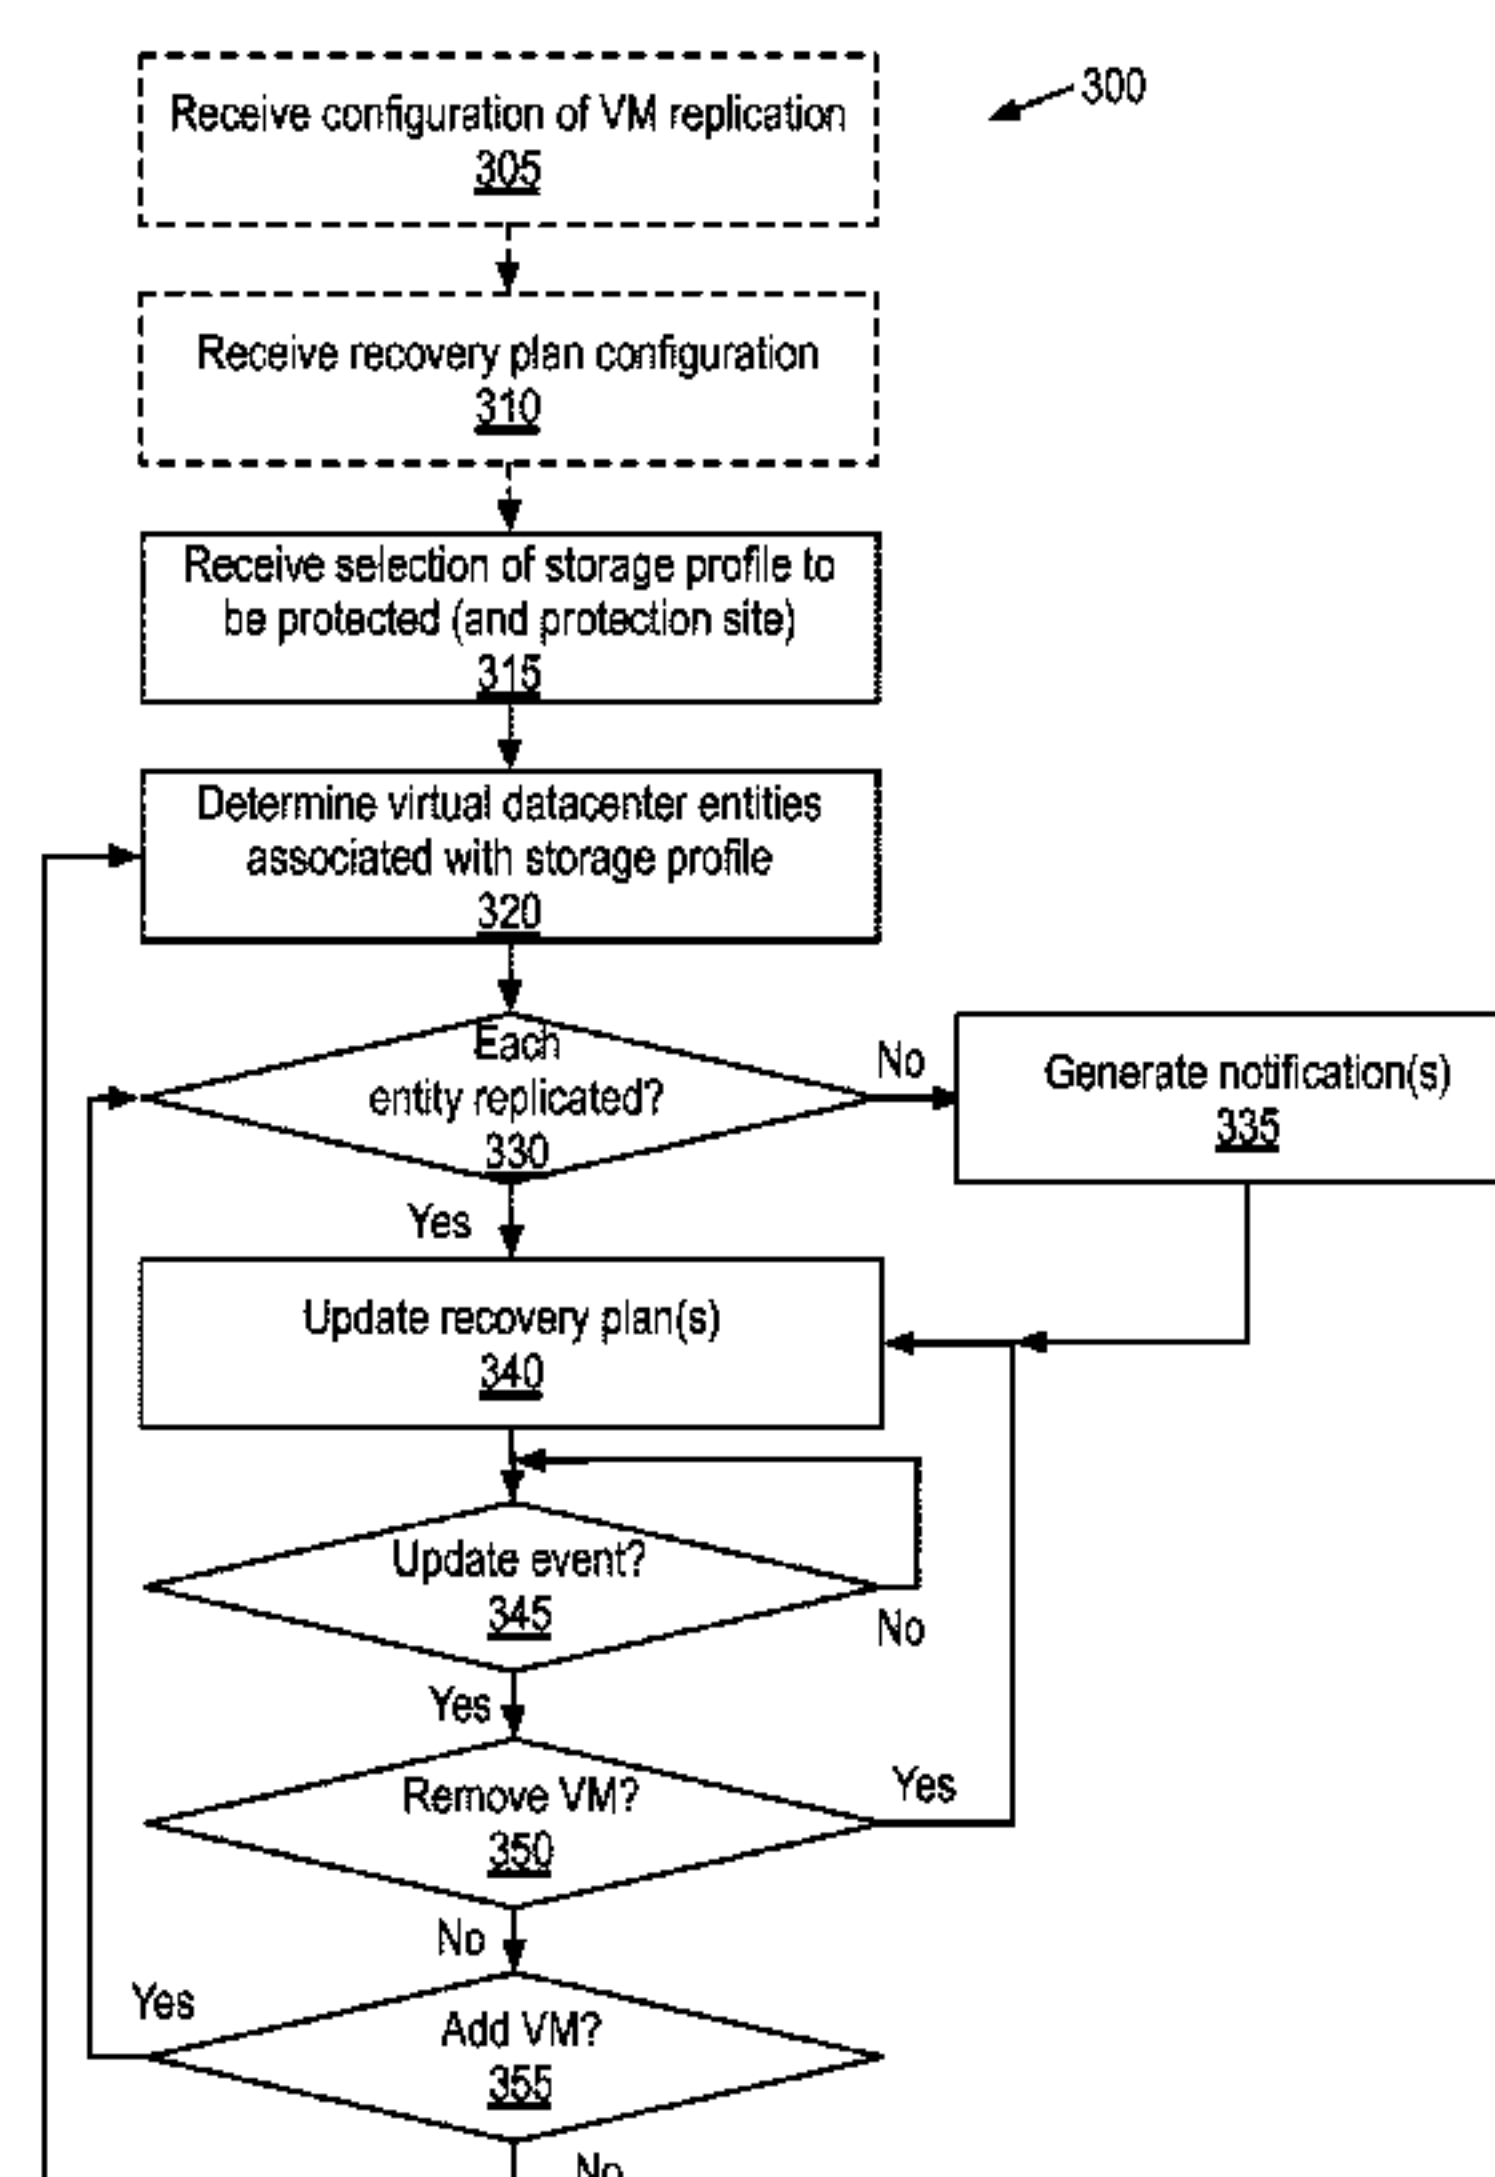 300
Receive configuration of VM replication
305
Receive recovery plan configuration
310
Receive selection of storage profile to
be protected (and protection site)
315
Determine virtual datacenter entities
associated with storage profile
320
Each
entity replicated?
330
No
Generate notification(s)
335
Yes
Update recovery plan(s)
340
Update event?
345
No
Yes
Remove VM?
350
Yes
No
Yes
Add VM?
355
No